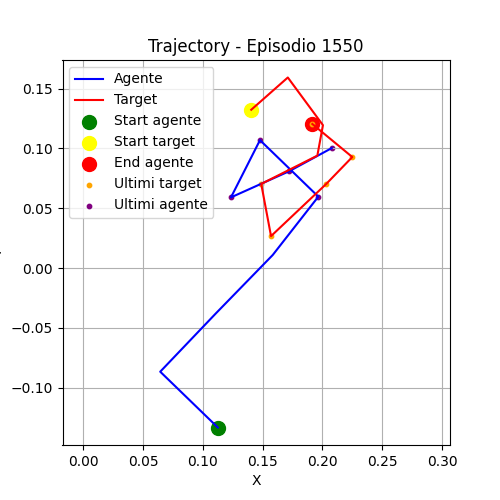 Trajectory - Episodio 1550
Agente
Target
Start agente
Start target
End agente
Ultimi target
Ultimi agente
0.15
0.10
0.05
0.00
−0.05
−0.10
0.00 0.05 0.10 0.15 0.20 0.25 0.30
X